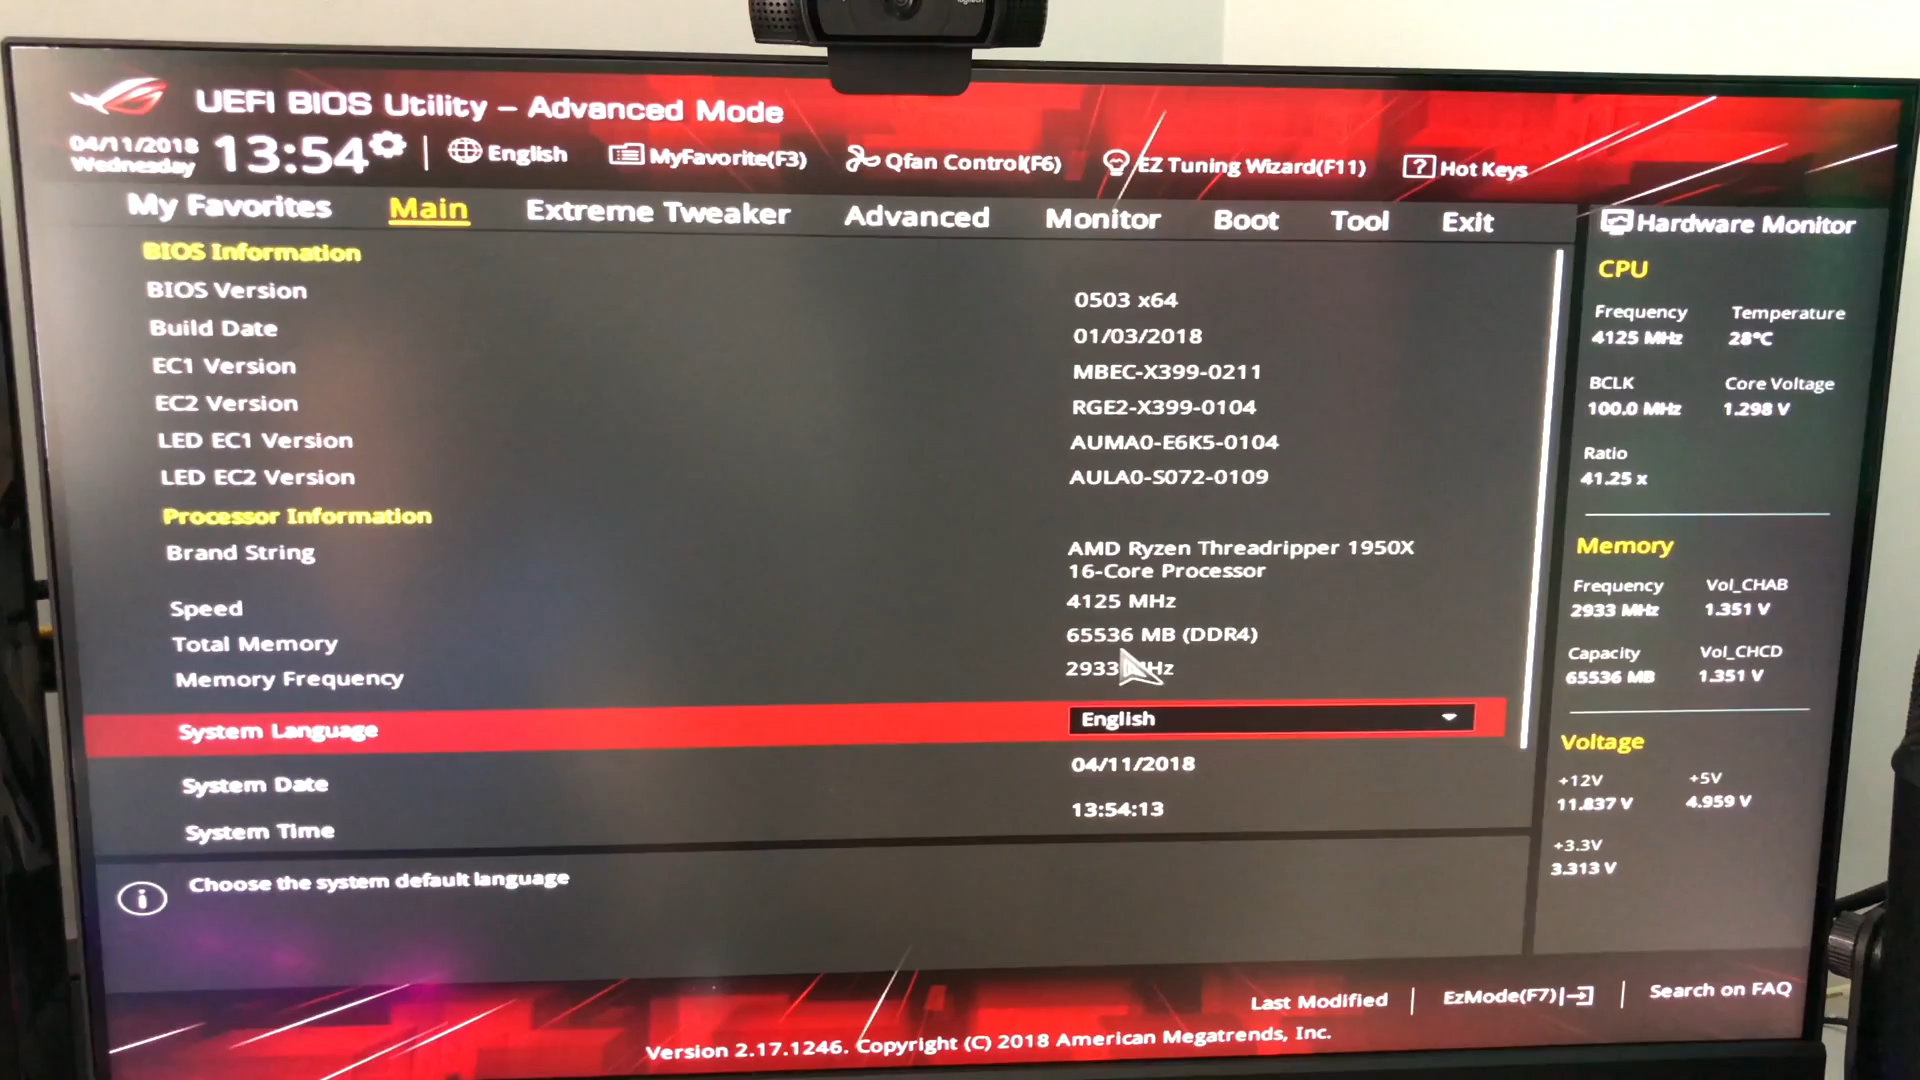 UEFI BIOS Utility – Advanced Mode
04/11/2018
Wednesday
13:54
English
MyFavorite(F3)
Qfan Control(F6)
EZ Tuning Wizard(F11)
? Hot Keys
My Favorites
Main
Extreme Tweaker
Advanced
Monitor
Boot
Tool
Exit
BIOS Information
BIOS Version 0503 x64
Build Date 01/03/2018
EC1 Version MBEC-X399-0211
EC2 Version RGE2-X399-0104
LED EC1 Version AUMA0-E6K5-0104
LED EC2 Version AULA0-S072-0109
Processor Information
Brand String AMD Ryzen Threadripper 1950X
16-Core Processor
Speed 4125 MHz
Total Memory 65536 MB (DDR4)
Memory Frequency 2933 MHz
System Language English
System Date 04/11/2018
System Time 13:54:13
i Choose the system default language
Hardware Monitor
CPU
Frequency Temperature
4125 MHz 28°C
BCLK Core Voltage
100.0 MHz 1.298 V
Ratio
41.25 x
Memory
Frequency Vol_CHAB
2933 MHz 1.351 V
Capacity Vol_CHCD
65536 MB 1.351 V
Voltage
+12V +5V
11.837 V 4.959 V
+3.3V
3.313 V
Last Modified
EzMode(F7)
Search on FAQ
Version 2.17.1246. Copyright (C) 2018 American Megatrends, Inc.